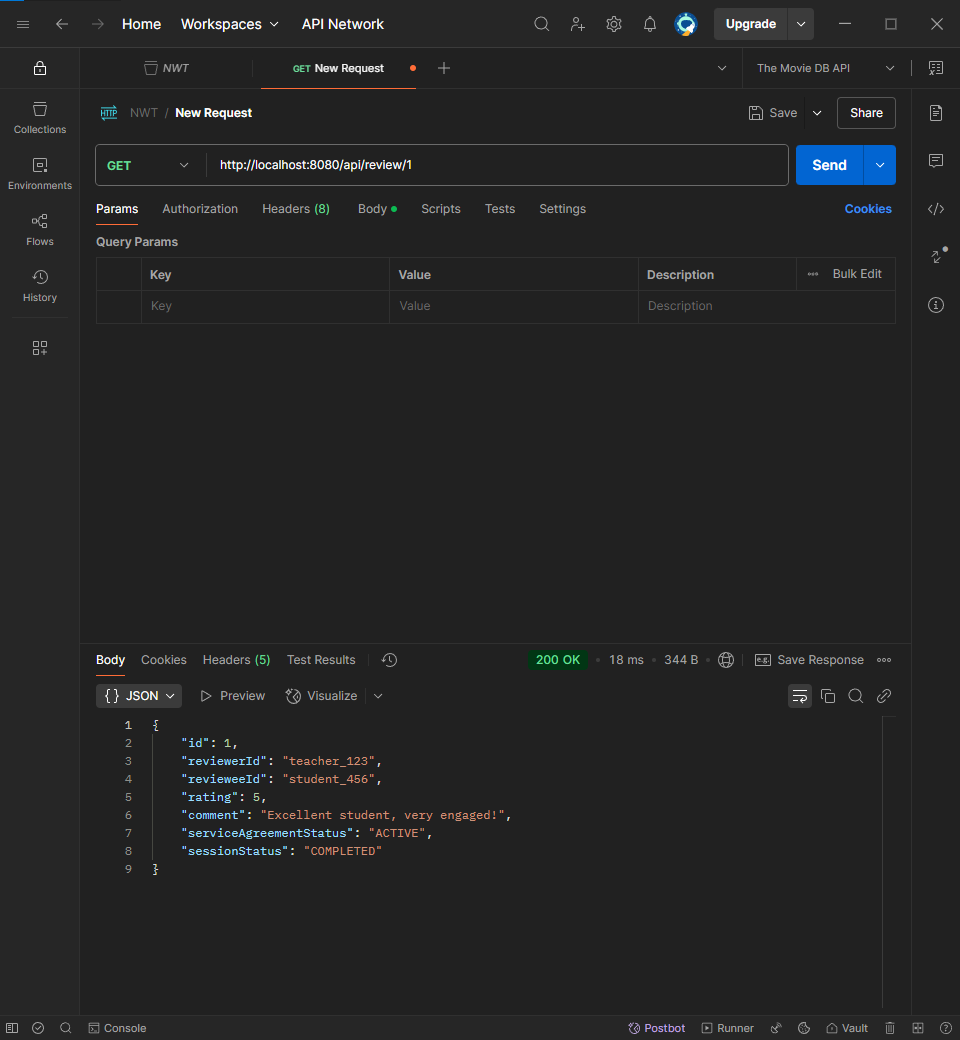 Home Workspaces API Network Upgrade
NWT GET New Request The Movie DB API
HTTP NWT / New Request Save Share
GET http://localhost:8080/api/review/1 Send
Params Authorization Headers (8) Body Scripts Tests Settings Cookies
Query Params
Key Value Description Bulk Edit
Key Value Description
Collections
Environments
Flows
History
Body Cookies Headers (5) Test Results 200 OK 18 ms 344 B e.g. Save Response
{} JSON Preview Visualize
1 {
2 "id": 1,
3 "reviewerId": "teacher_123",
4 "revieweeId": "student_456",
5 "rating": 5,
6 "comment": "Excellent student, very engaged!",
7 "serviceAgreementStatus": "ACTIVE",
8 "sessionStatus": "COMPLETED"
9 }
Console Postbot Runner Vault